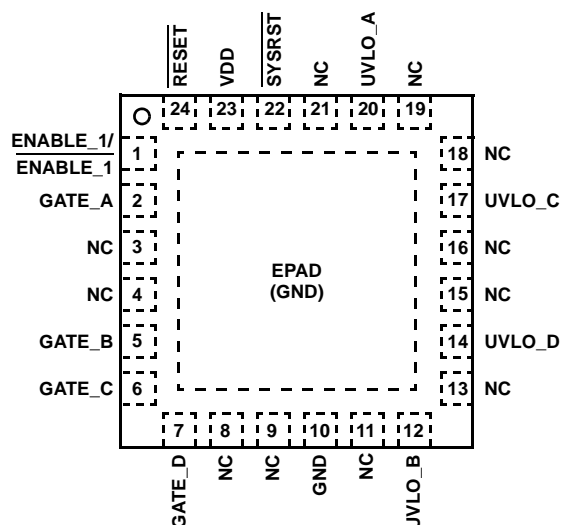 RESET
VDD
SYSRST
NC
UVLO_A
NC
24 23 22 21 20 19
ENABLE_1/
ENABLE_1
1
GATE_A 2
NC 3
NC 4
GATE_B 5
GATE_C 6
EPAD
(GND)
18 NC
17 UVLO_C
16 NC
15 NC
14 UVLO_D
13 NC
7 8 9 10 11 12
GATE_D
NC
NC
GND
NC
UVLO_B